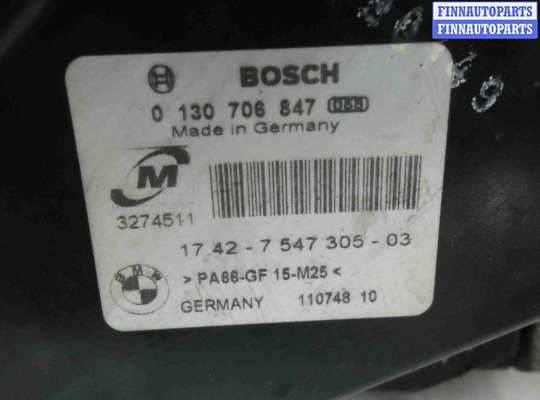 FINNAUTOPARTS
FINNAUTOPARTS
BOSCH
0 130 706 847
Made in Germany
M
3274511
17 42 - 7 547 305 - 03
BMW
> PA66-GF 15-M25 <
GERMANY 110748 10